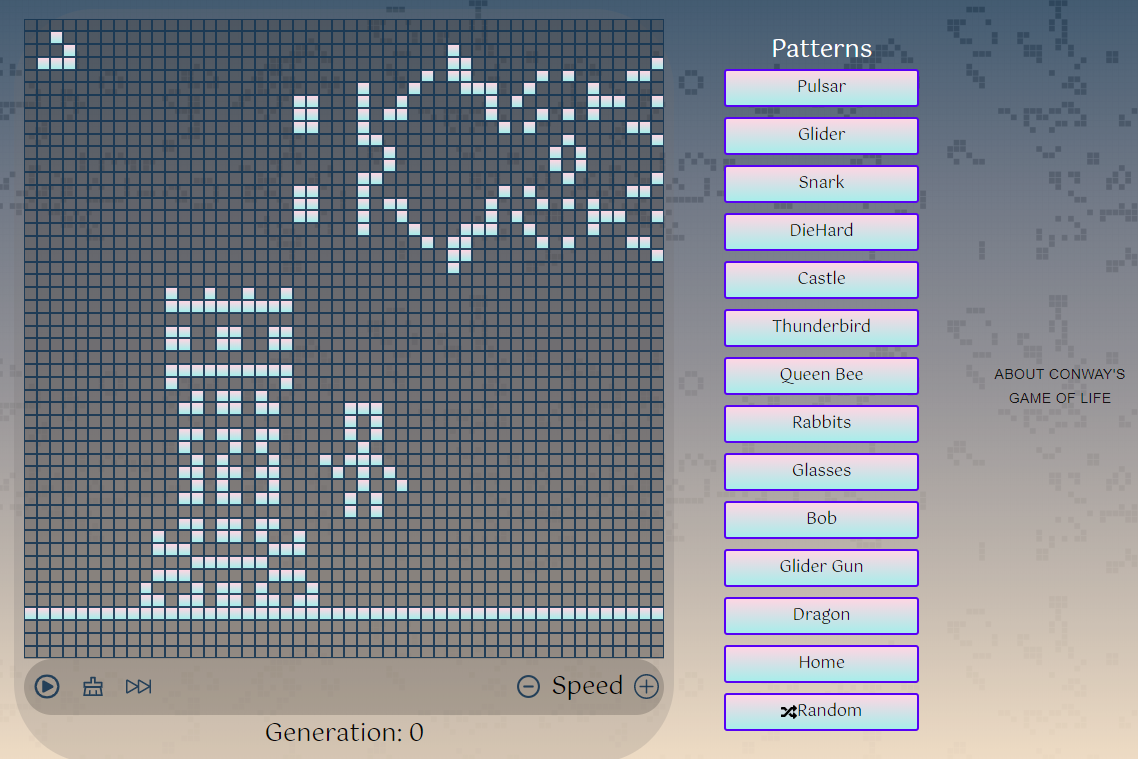 Patterns
Pulsar
Glider
Snark
DieHard
Castle
Thunderbird
Queen Bee
Rabbits
Glasses
Bob
Glider Gun
Dragon
Home
Random
ABOUT CONWAY'S
GAME OF LIFE
Speed
Generation: 0